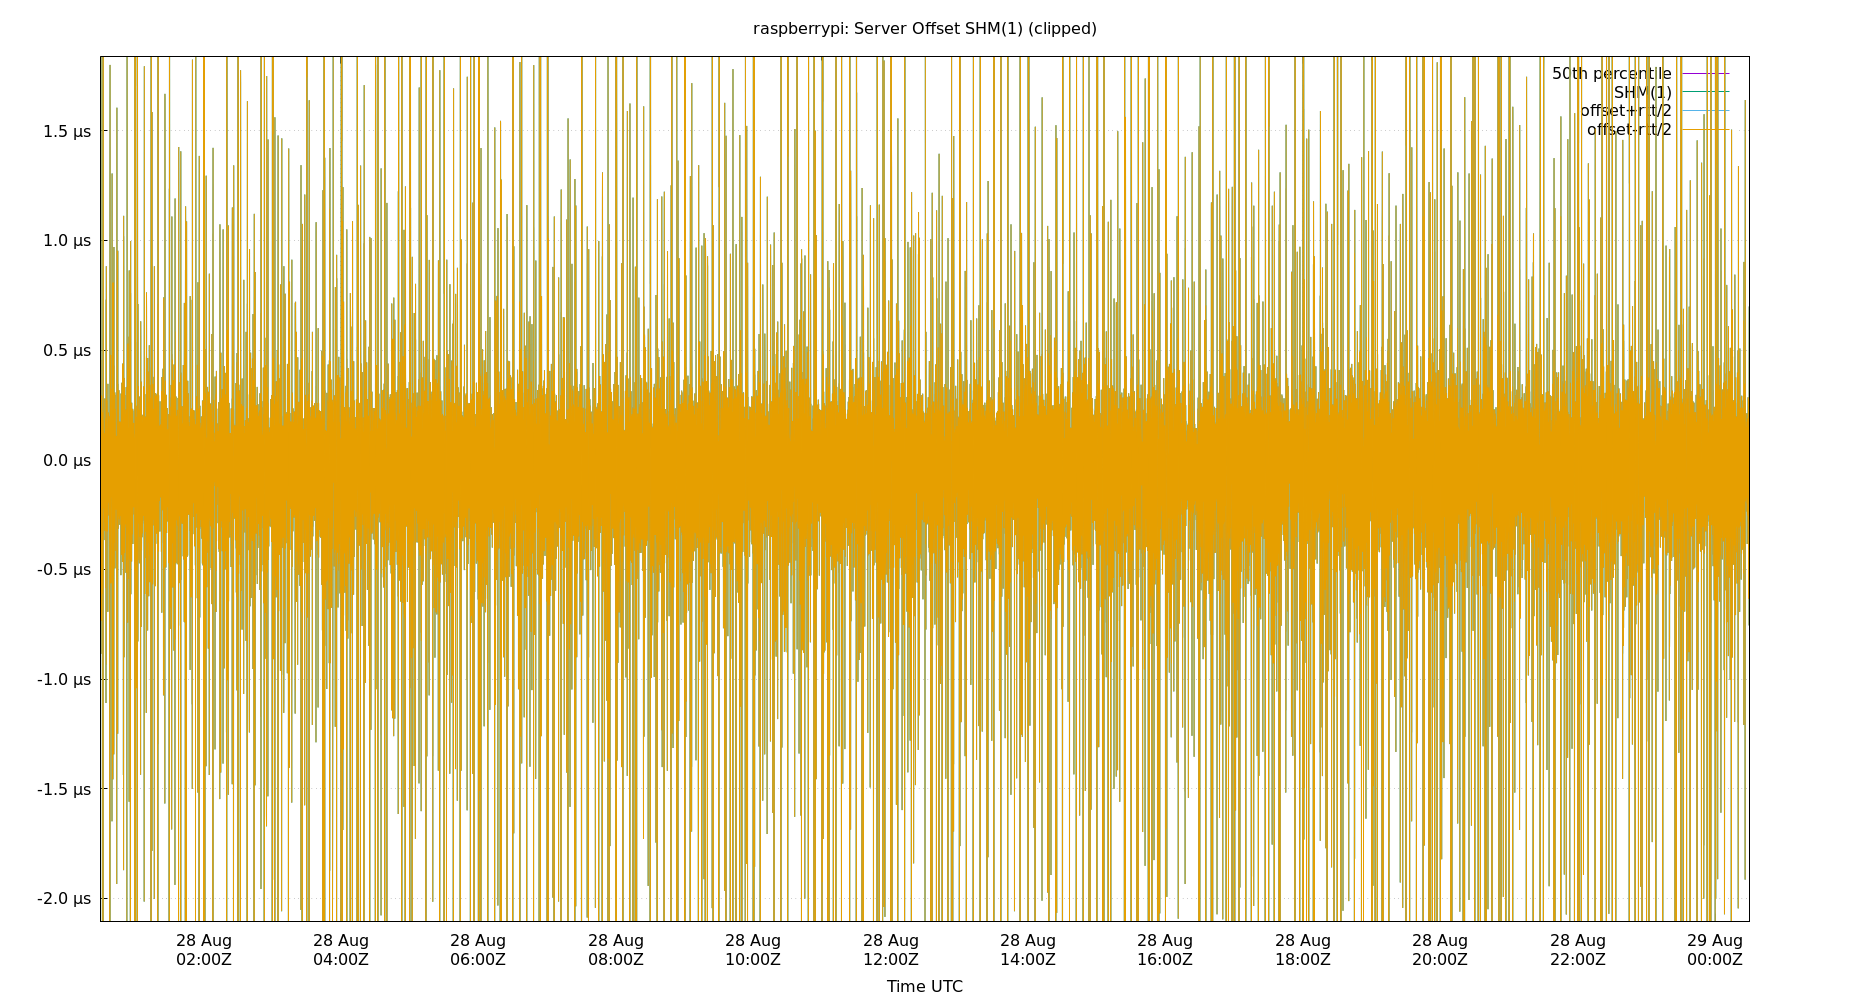 raspberrypi: Server Offset SHM(1) (clipped)
50th percentile
SHM(1)
offset+rtt/2
offset-rtt/2
1.5 µs
1.0 µs
0.5 µs
0.0 µs
-0.5 µs
-1.0 µs
-1.5 µs
-2.0 µs
28 Aug 28 Aug 28 Aug 28 Aug 28 Aug 28 Aug 28 Aug 28 Aug 28 Aug 28 Aug 28 Aug 29 Aug
02:00Z 04:00Z 06:00Z 08:00Z 10:00Z 12:00Z 14:00Z 16:00Z 18:00Z 20:00Z 22:00Z 00:00Z
Time UTC